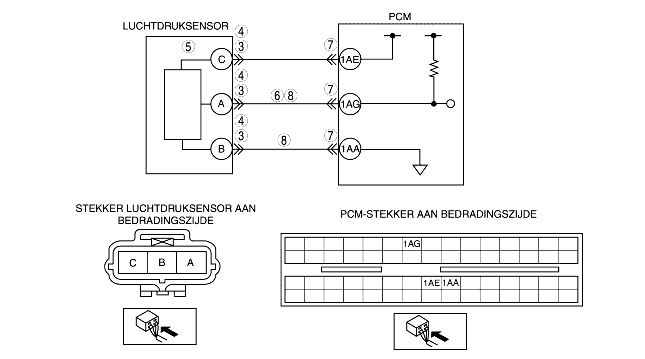 LUCHTDRUKSENSOR
PCM
4
5
3
7
C
1AE
4
3
6 8
7
A
1AG
4
3
8
7
B
1AA
STEKKER LUCHTDRUKSENSOR AAN
BEDRADINGSZIJDE
PCM-STEKKER AAN BEDRADINGSZIJDE
C B A
1AG
1AE 1AA